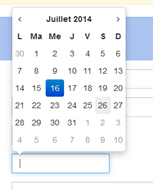 ‹ Juillet 2014 ›
L Ma Me J V S D
30 1 2 3 4 5 6
7 8 9 10 11 12 13
14 15 16 17 18 19 20
21 22 23 24 25 26 27
28 29 30 31 1 2 3
4 5 6 7 8 9 10